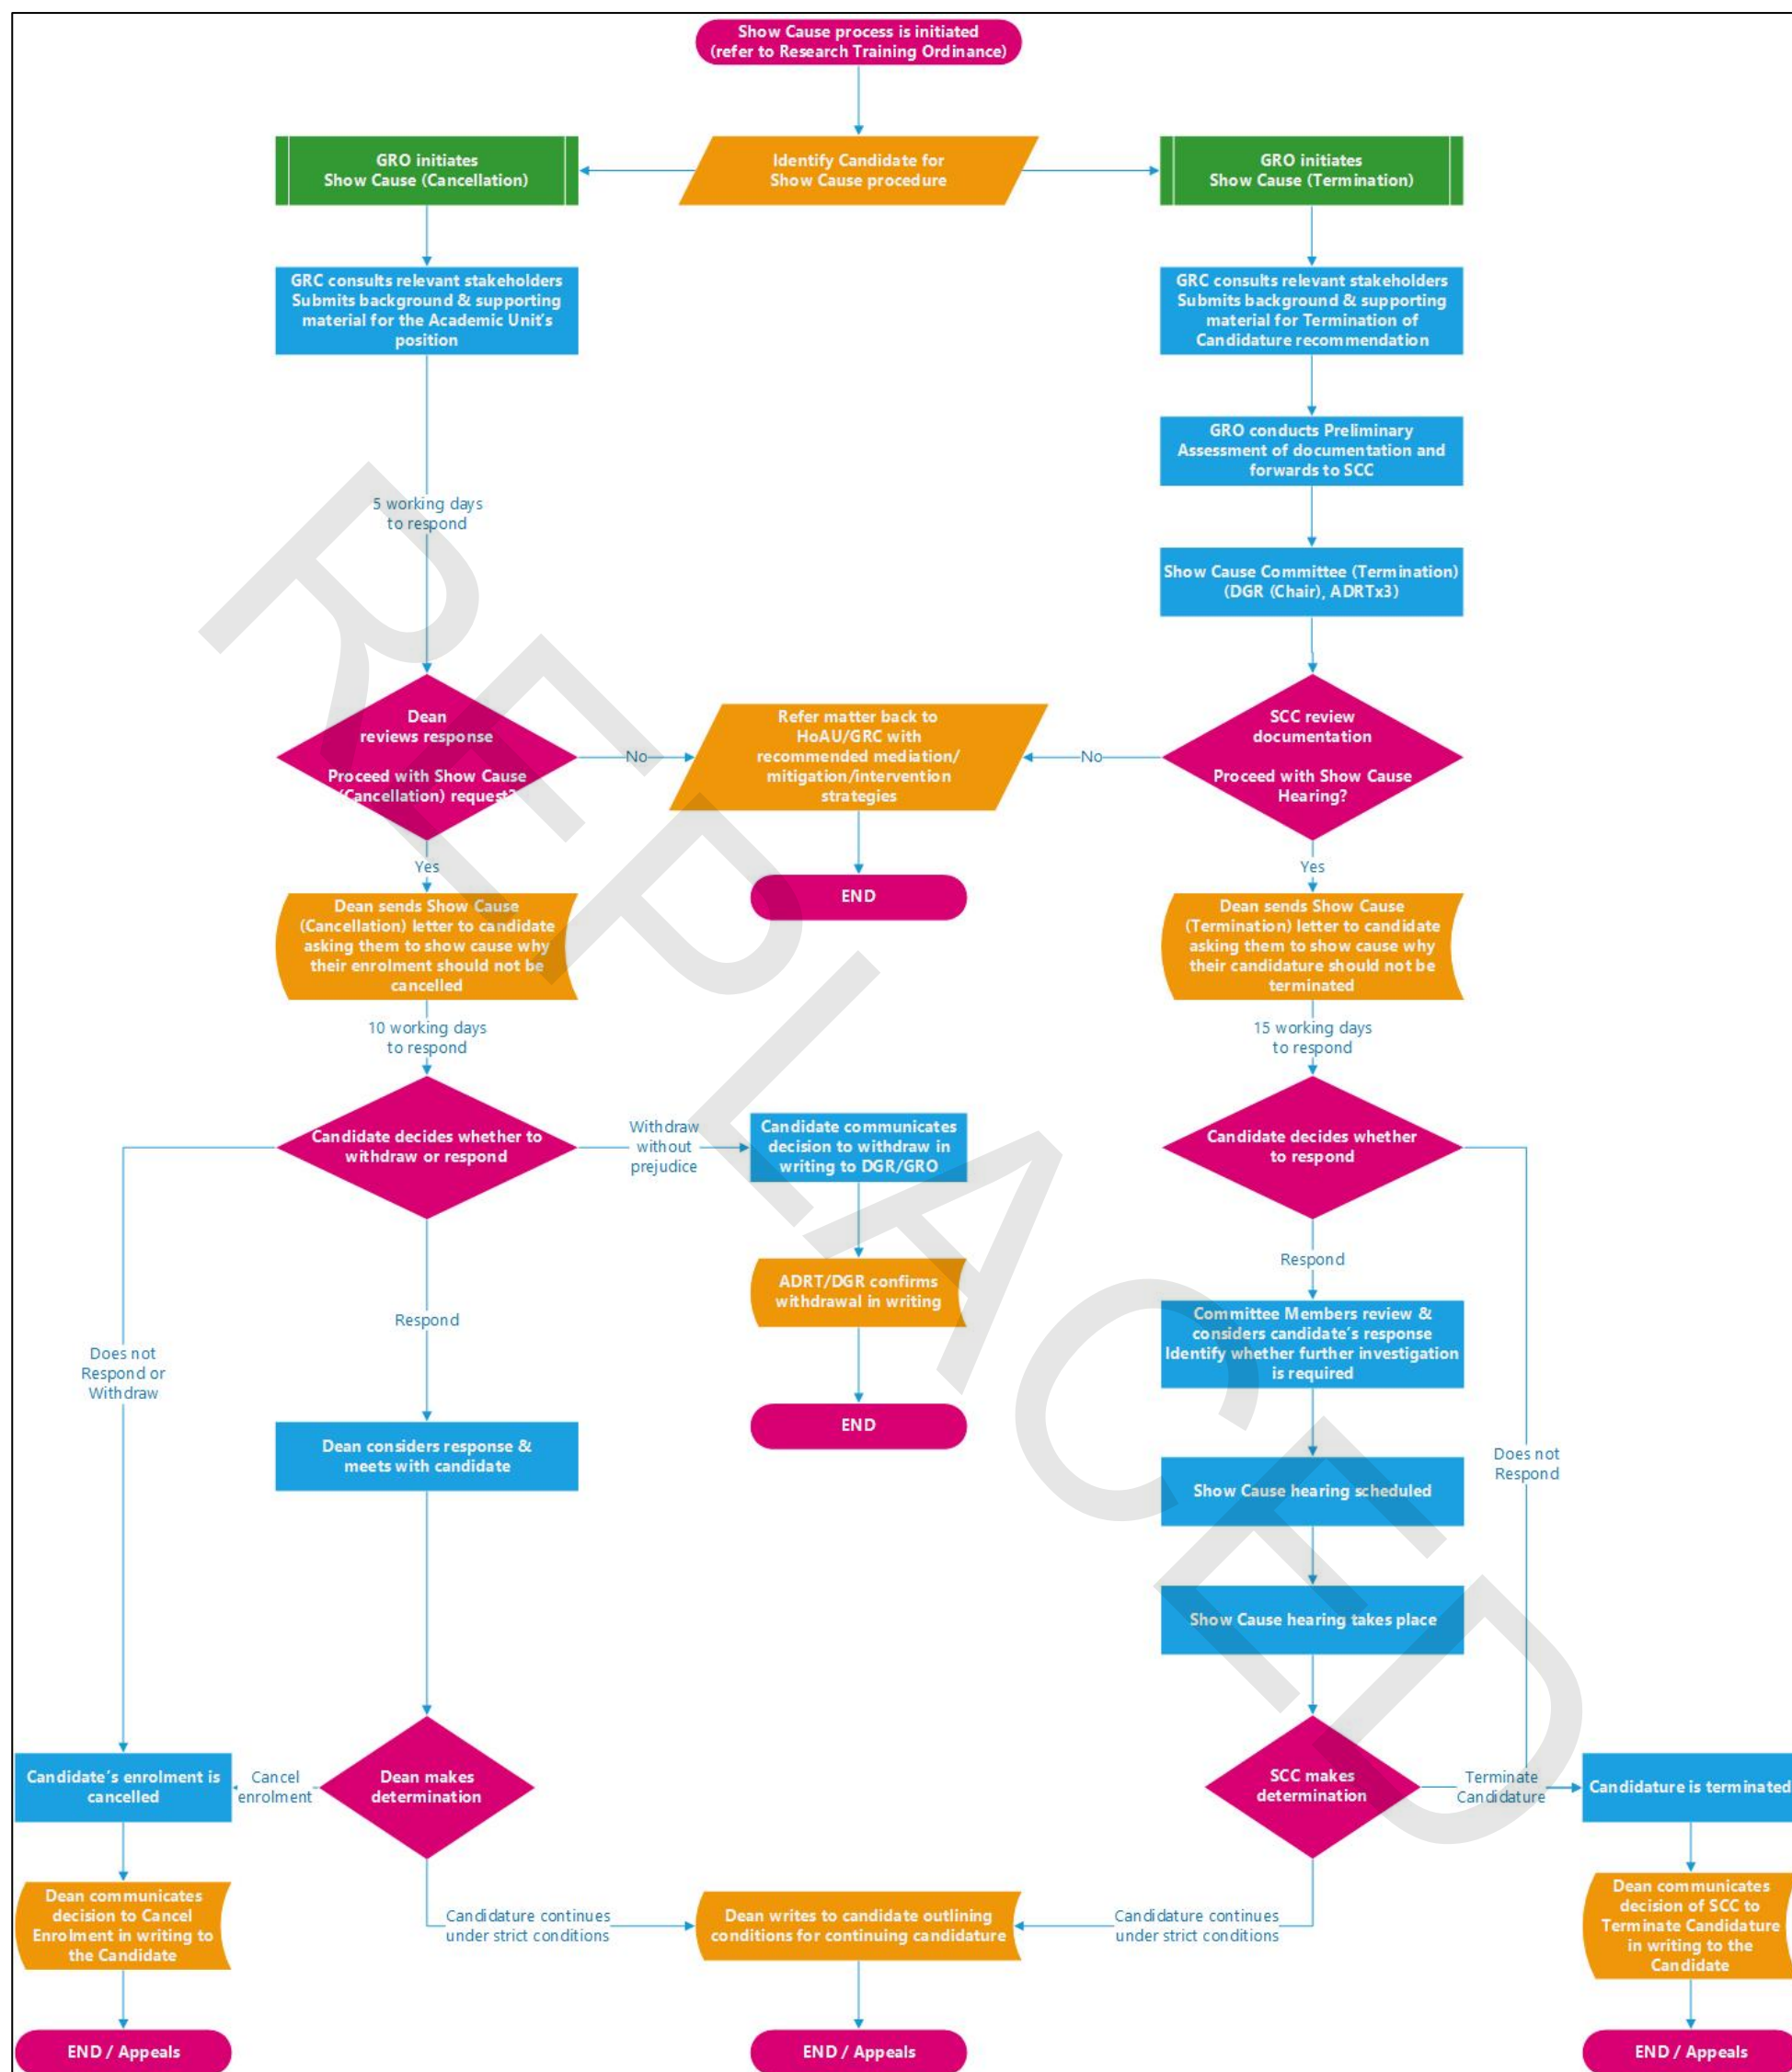 Show Cause process is initiated
(refer to Research Training Ordinance)
GRO initiates
Show Cause (Cancellation)
Identify Candidate for
Show Cause procedure
GRO initiates
Show Cause (Termination)
GRC consults relevant stakeholders
Submits background & supporting
material for the Academic Unit's
position
GRC consults relevant stakeholders
Submits background & supporting
material for Termination of
Candidature recommendation
GRO conducts Preliminary
Assessment of documentation and
forwards to SCC
5 working days
to respond
Show Cause Committee (Termination)
(DGR (Chair), ADRTx3)
Dean
reviews response
Proceed with Show Cause
(Cancellation) request?
No
Refer matter back to
HoAU/GRC with
recommended mediation/
mitigation/intervention
strategies
No
SCC review
documentation
Proceed with Show Cause
Hearing?
Yes
END
Yes
Dean sends Show Cause
(Cancellation) letter to candidate
asking them to show cause why
their enrolment should not be
cancelled
Dean sends Show Cause
(Termination) letter to candidate
asking them to show cause why
their candidature should not be
terminated
10 working days
to respond
15 working days
to respond
Candidate decides whether to
withdraw or respond
Withdraw
without
prejudice
Candidate communicates
decision to withdraw in
writing to DGR/GRO
Candidate decides whether
to respond
Respond
ADRT/DGR confirms
withdrawal in writing
Respond
Committee Members review &
considers candidate's response
Identify whether further investigation
is required
Does not
Respond or
Withdraw
END
Dean considers response &
meets with candidate
Does not
Respond
Show Cause hearing scheduled
Show Cause hearing takes place
Candidate's enrolment is
cancelled
Cancel
enrolment
Dean makes
determination
SCC makes
determination
Terminate
Candidature
Candidature is terminated
Dean communicates
decision to Cancel
Enrolment in writing to
the Candidate
Candidature continues
under strict conditions
Dean writes to candidate outlining
conditions for continuing candidature
Candidature continues
under strict conditions
Dean communicates
decision of SCC to
Terminate Candidature
in writing to the
Candidate
END / Appeals
END / Appeals
END / Appeals
REPLACED